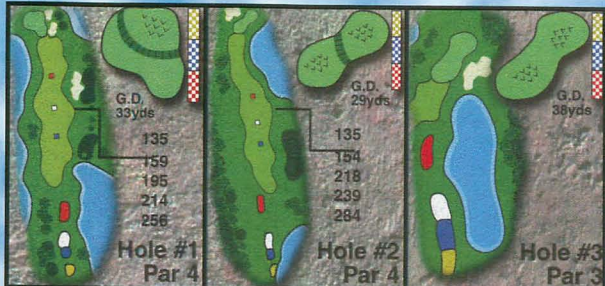 G.D.
33yds
135
159
195
214
256
Hole #1
Par 4
G.D.
29yds
135
154
218
239
284
Hole #2
Par 4
G.D.
38yds
Hole #3
Par 3